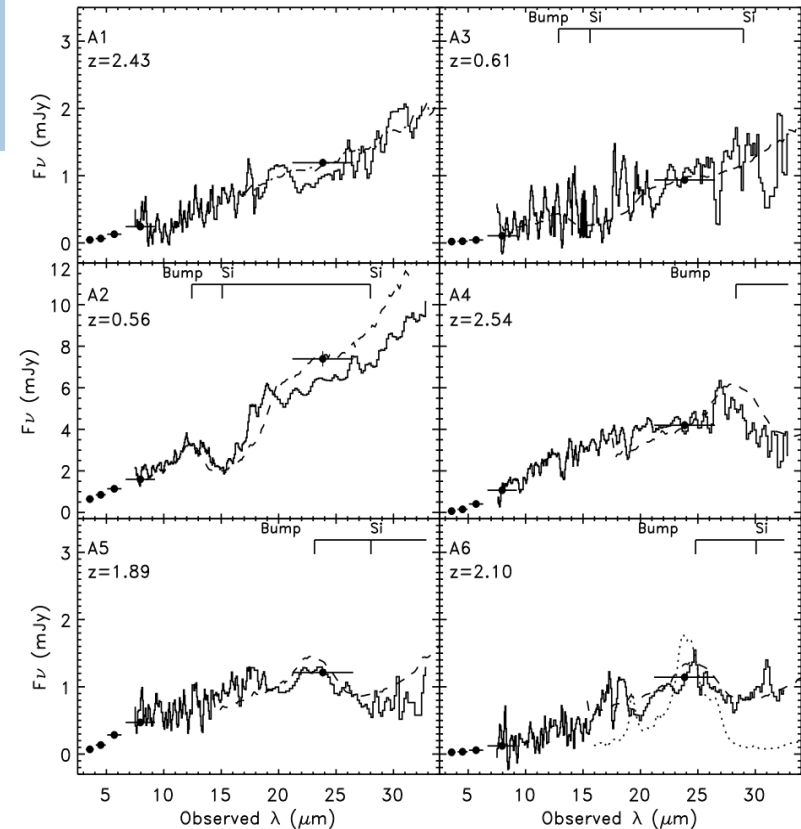 Bump Si Si
A1
z=2.43
A3
z=0.61
3
2
1
0
Fν (mJy)
Bump Si Si
Bump
A2
z=0.56
A4
z=2.54
12
10
8
6
4
2
0
Fν (mJy)
Bump Si
Bump Si
A5
z=1.89
A6
z=2.10
3
2
1
0
Fν (mJy)
5 10 15 20 25 30
5 10 15 20 25 30
Observed λ (μm)
Observed λ (μm)